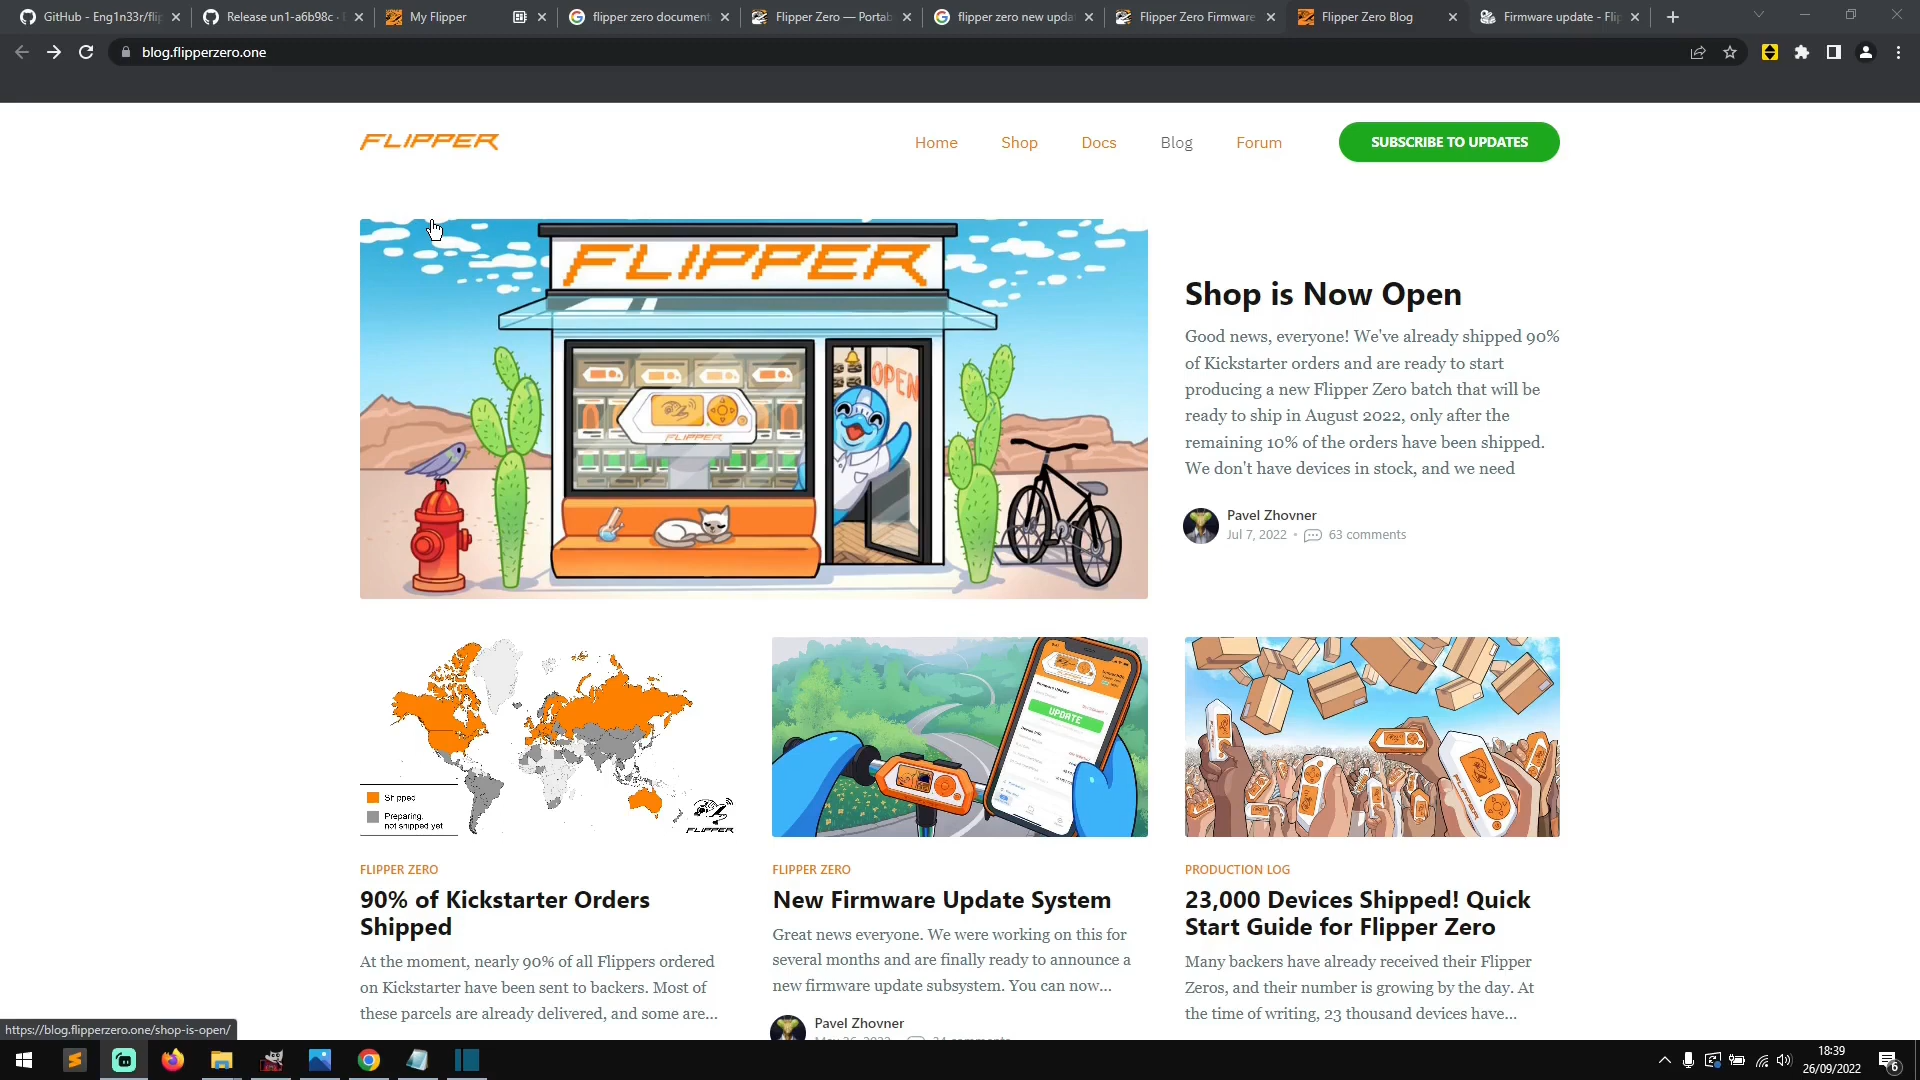 GitHub - Eng1n33r/flip
Release un1-a6b98c -
My Flipper
flipper zero document
Flipper Zero — Portab
flipper zero new upda
Flipper Zero Firmware
Flipper Zero Blog
Firmware update - Flip
blog.flipperzero.one
FLIPPER
Home
Shop
Docs
Blog
Forum
SUBSCRIBE TO UPDATES
FLIPPER
OPEN
FLIPPER
Shop is Now Open
Good news, everyone! We've already shipped 90%
of Kickstarter orders and are ready to start
producing a new Flipper Zero batch that will be
ready to ship in August 2022, only after the
remaining 10% of the orders have been shipped.
We don't have devices in stock, and we need
Pavel Zhovner
Jul 7, 2022 • 63 comments
Shipped
Preparing,
not shipped yet
FLIPPER
UPDATE
FLIPPER
FLIPPER ZERO
90% of Kickstarter Orders
Shipped
At the moment, nearly 90% of all Flippers ordered
on Kickstarter have been sent to backers. Most of
these parcels are already delivered, and some are...
FLIPPER ZERO
New Firmware Update System
Great news everyone. We were working on this for
several months and are finally ready to announce a
new firmware update subsystem. You can now...
Pavel Zhovner
PRODUCTION LOG
23,000 Devices Shipped! Quick
Start Guide for Flipper Zero
Many backers have already received their Flipper
Zeros, and their number is growing by the day. At
the time of writing, 23 thousand devices have...
https://blog.flipperzero.one/shop-is-open/
18:39
26/09/2022
6